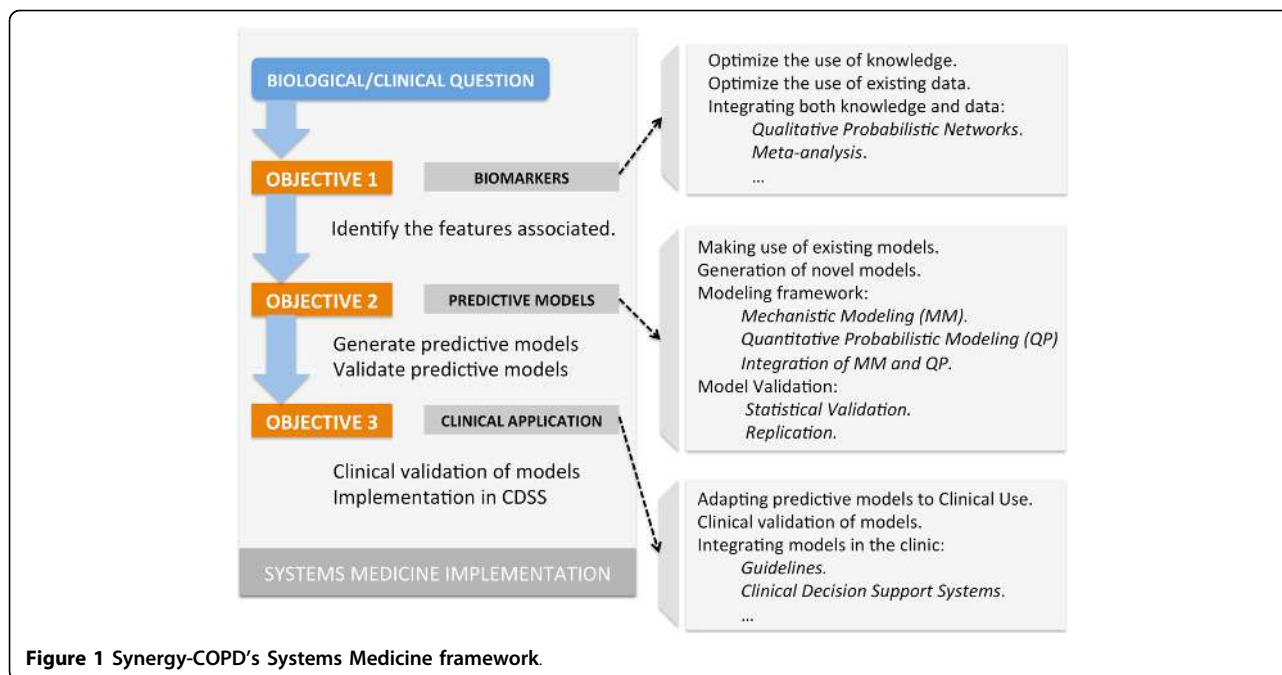 BIOLOGICAL/CLINICAL QUESTION
OBJECTIVE 1
BIOMARKERS
Identify the features associated.
OBJECTIVE 2
PREDICTIVE MODELS
Generate predictive models
Validate predictive models
OBJECTIVE 3
CLINICAL APPLICATION
Clinical validation of models
Implementation in CDSS
SYSTEMS MEDICINE IMPLEMENTATION
Optimize the use of knowledge.
Optimize the use of existing data.
Integrating both knowledge and data:
Qualitative Probabilistic Networks.
Meta-analysis.
...
Making use of existing models.
Generation of novel models.
Modeling framework:
Mechanistic Modeling (MM).
Quantitative Probabilistic Modeling (QP)
Integration of MM and QP.
Model Validation:
Statistical Validation.
Replication.
Adapting predictive models to Clinical Use.
Clinical validation of models.
Integrating models in the clinic:
Guidelines.
Clinical Decision Support Systems.
...
Figure 1 Synergy-COPD's Systems Medicine framework.